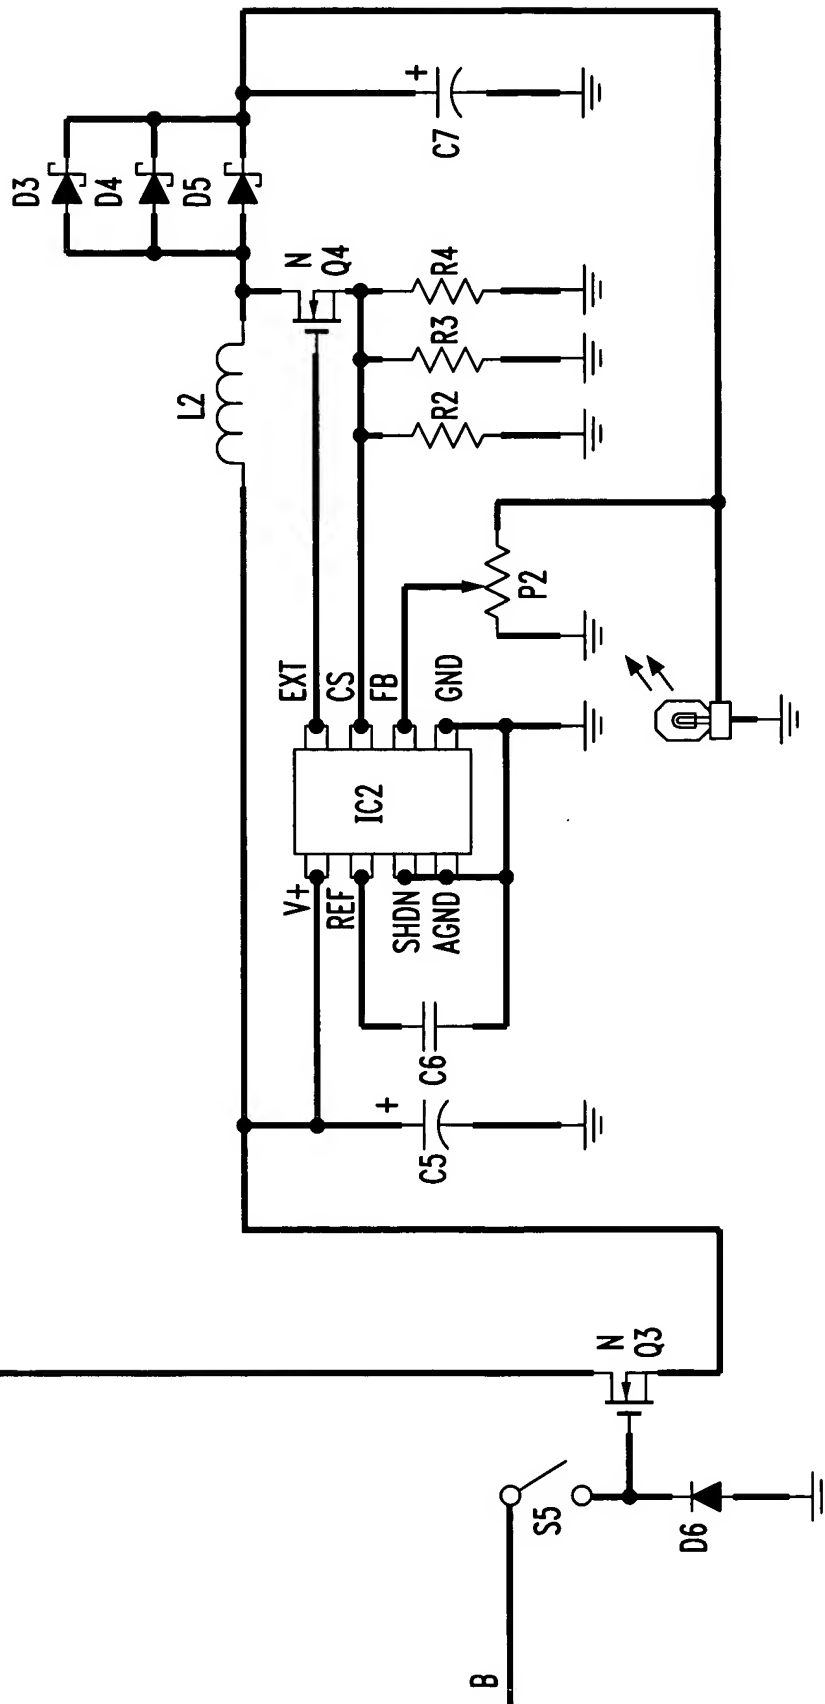 D3
D4
D5
+
C7
N
Q4
L2
R4
R3
R2
P2
EXT
CS
FB
GND
IC2
V+
REF
SHDN
AGND
C6
+
C5
N
Q3
S5
D6
B